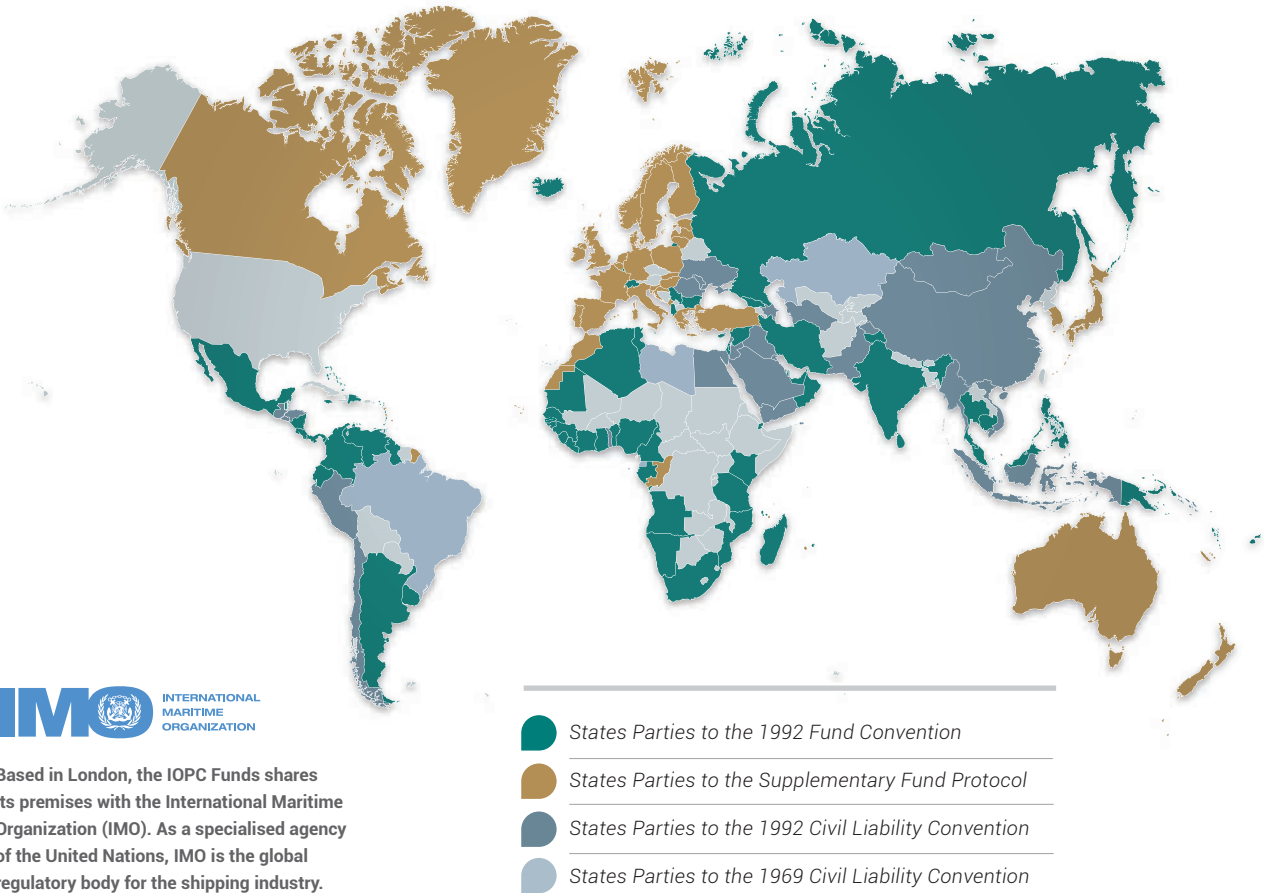 IMO
INTERNATIONAL
MARITIME
ORGANIZATION
Based in London, the IOPC Funds shares
its premises with the International Maritime
Organization (IMO). As a specialised agency
of the United Nations, IMO is the global
regulatory body for the shipping industry.
States Parties to the 1992 Fund Convention
States Parties to the Supplementary Fund Protocol
States Parties to the 1992 Civil Liability Convention
States Parties to the 1969 Civil Liability Convention